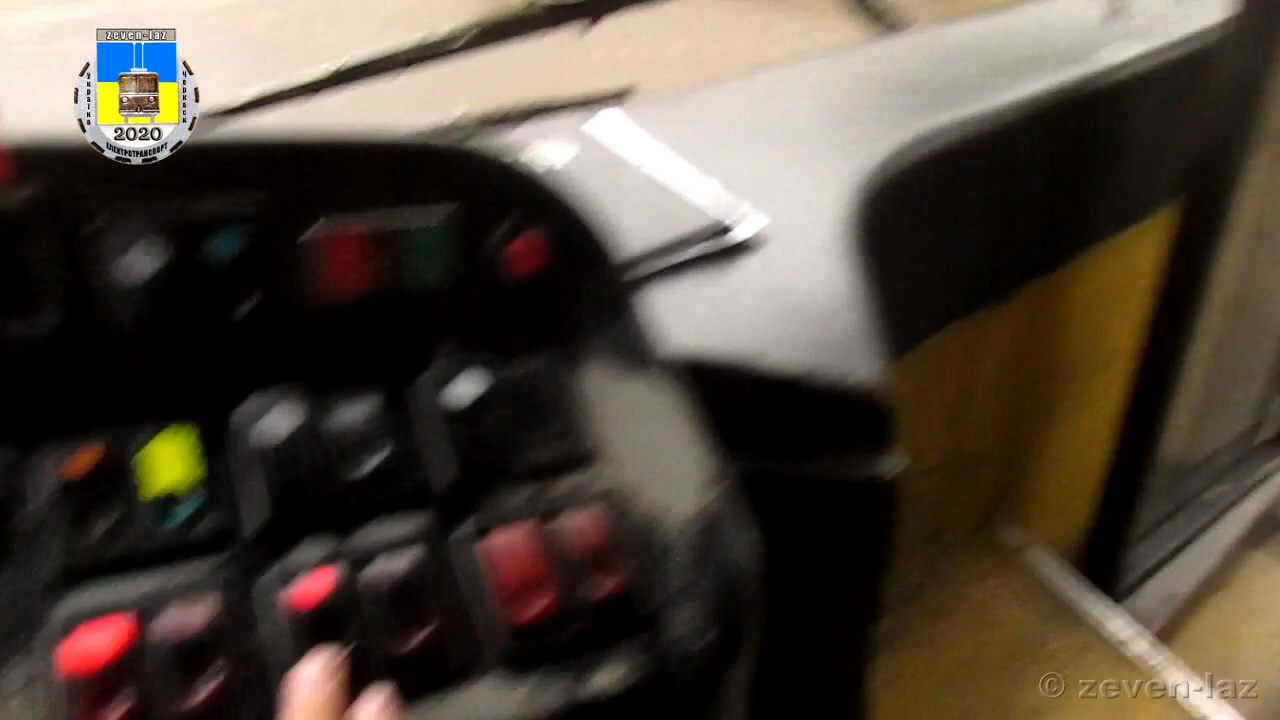 zeven-laz
україна
черкаси
2020
ЕЛЕКТРОТРАНСПОРТ
© zeven-laz